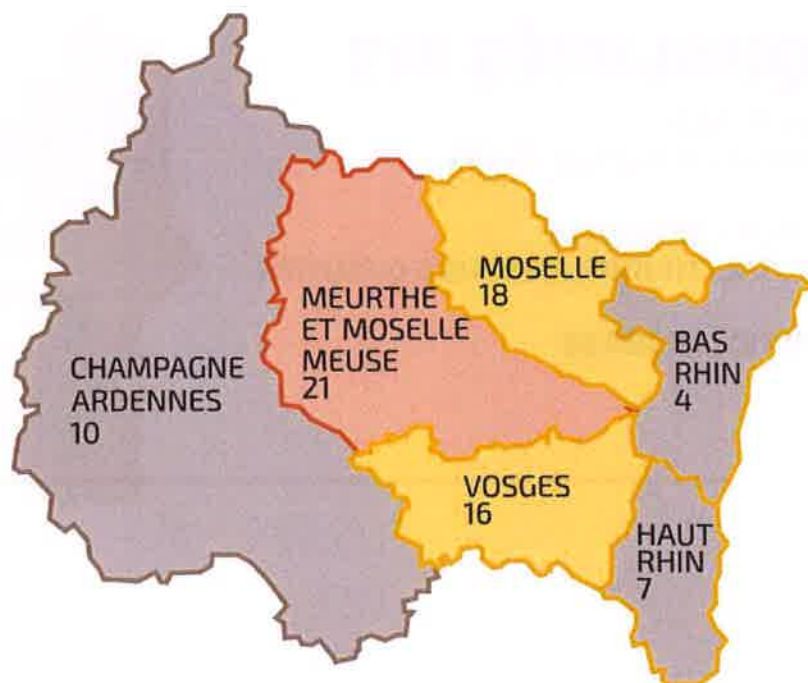 MOSELLE
18
MEURTHE
ET MOSELLE
MEUSE
21
BAS
RHIN
4
CHAMPAGNE
ARDENNES
10
VOSGES
16
HAUT
RHIN
7